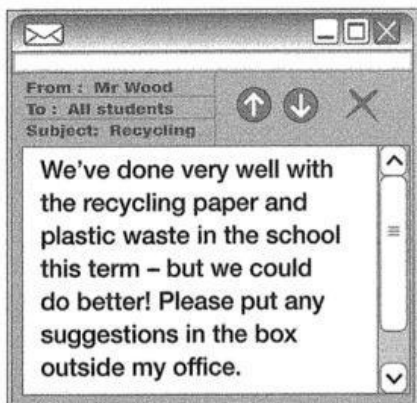 From : Mr Wood
To : All students
Subject: Recycling
We've done very well with
the recycling paper and
plastic waste in the school
this term – but we could
do better! Please put any
suggestions in the box
outside my office.